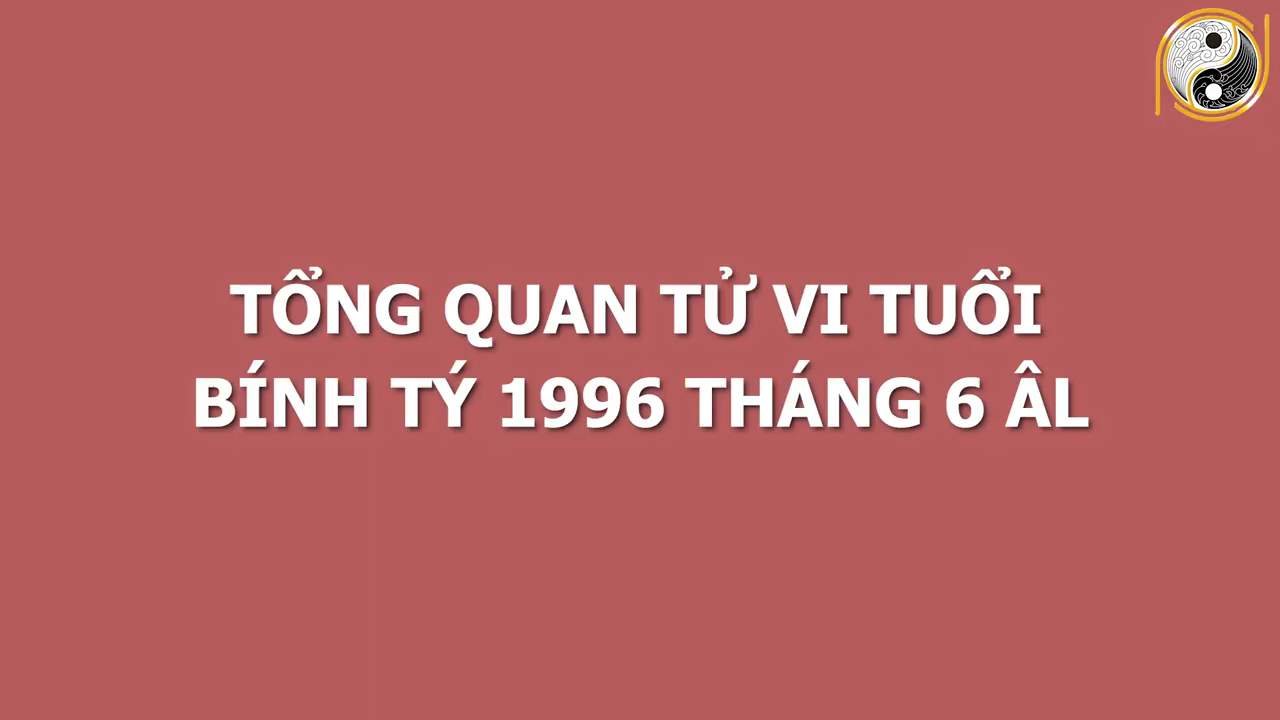 TỔNG QUAN TỬ VI TUỔI
BÍNH TÝ 1996 THÁNG 6 ÂL